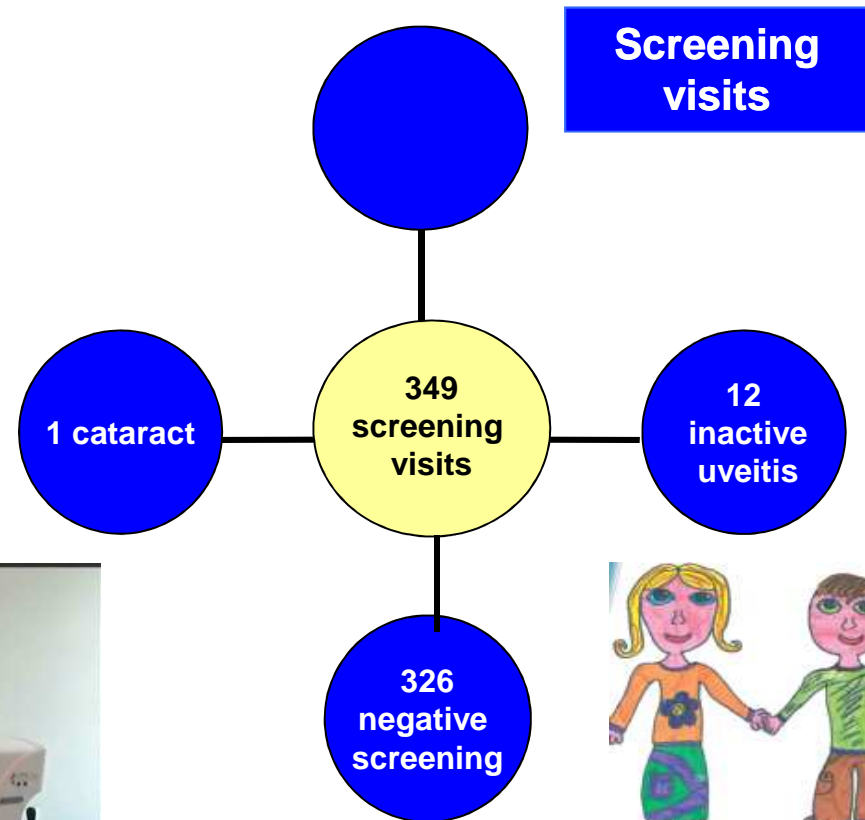 Screening
visits
349
screening
visits
1 cataract
12
inactive
uveitis
326
negative
screening